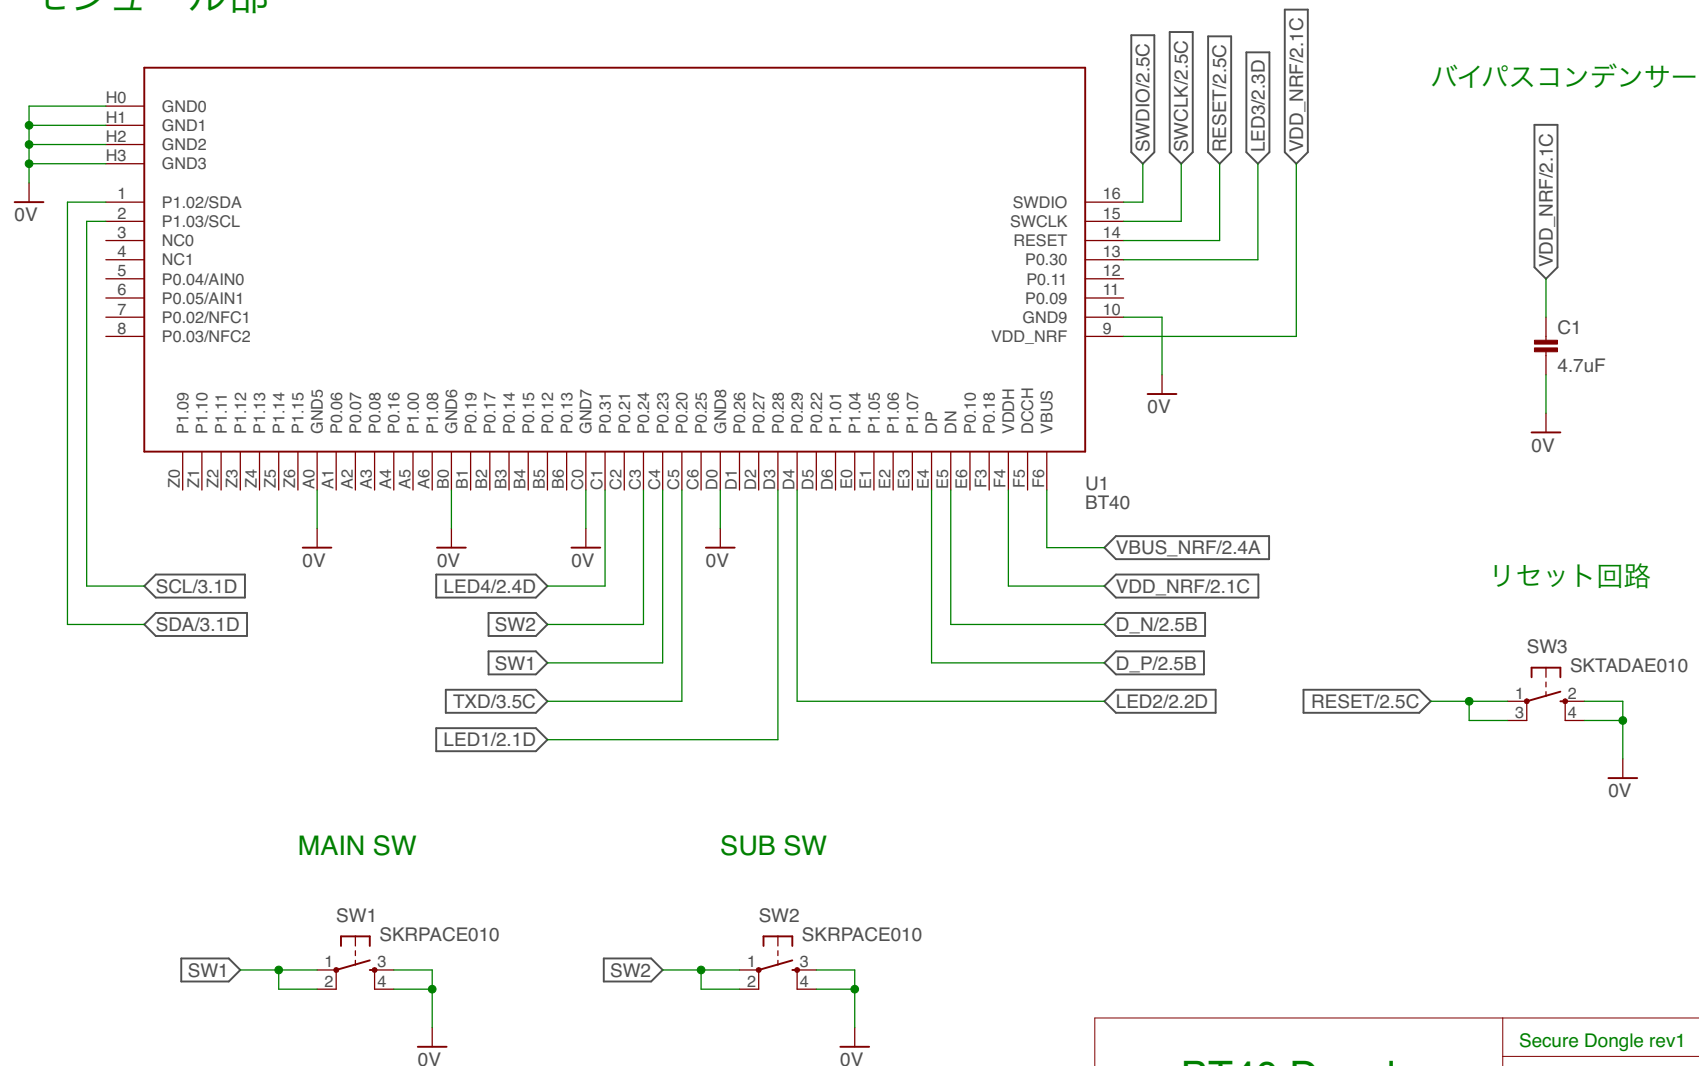 モジュール部
バイパスコンデンサー
SWDIO/2.5C
SWCLK/2.5C
RESET/2.5C
LED3/2.3D
VDD_NRF/2.1C
H0 GND0
H1 GND1
H2 GND2
H3 GND3
0V
1 P1.02/SDA
2 P1.03/SCL
3 NC0
4 NC1
5 P0.04/AIN0
6 P0.05/AIN1
7 P0.02/NFC1
8 P0.03/NFC2
SWDIO 16
SWCLK 15
RESET 14
P0.30 13
P0.11 12
P0.09 11
GND9 10
VDD_NRF 9
0V
VDD_NRF/2.1C
C1
4.7uF
0V
P1.09 P1.10 P1.11 P1.12 P1.13 P1.14 P1.15 GND5 P0.06 P0.07 P0.08 P0.16 P1.00 P1.08 GND6 P0.19 P0.17 P0.14 P0.15 P0.12 P0.13 GND7 P0.31 P0.21 P0.24 P0.23 P0.20 P0.25 GND8 P0.26 P0.27 P0.28 P0.29 P0.22 P1.01 P1.04 P1.05 P1.06 P1.07 DP DN P0.10 P0.18 VDDH DCCH VBUS
Z0 Z1 Z2 Z3 Z4 Z5 Z6 A0 A1 A2 A3 A4 A5 A6 B0 B1 B2 B3 B4 B5 B6 C0 C1 C2 C3 C4 C5 C6 D0 D1 D2 D3 D4 D5 D6 E0 E1 E2 E3 E4 E5 E6 F3 F4 F5 F6
U1
BT40
0V 0V 0V 0V
VBUS_NRF/2.4A
SCL/3.1D LED4/2.4D VDD_NRF/2.1C
SDA/3.1D SW2 D_N/2.5B
SW1 D_P/2.5B
TXD/3.5C LED2/2.2D
LED1/2.1D
リセット回路
SW3
SKTADAE010
RESET/2.5C 1 2
3 4
0V
MAIN SW
SW1
SKRPACE010
SW1 1 3
2 4
0V
SUB SW
SW2
SKRPACE010
SW2 1 3
2 4
0V
Secure Dongle rev1